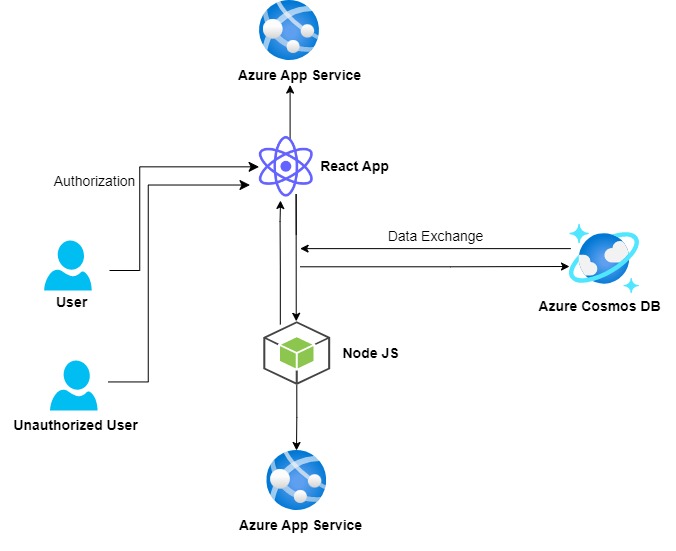 Azure App Service
React App
Authorization
Data Exchange
User
Azure Cosmos DB
Node JS
Unauthorized User
Azure App Service